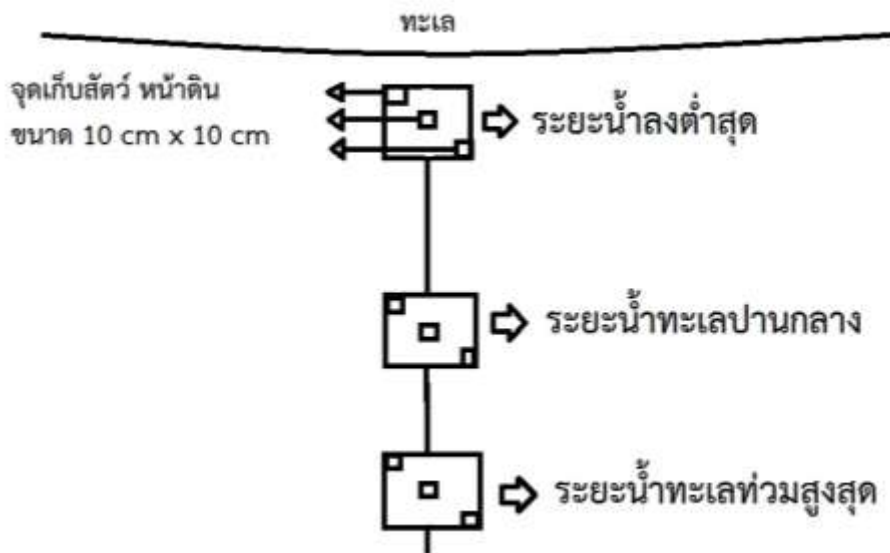 ทะเล
จุดเก็บสัตว์ หน้าดิน
ขนาด 10 cm x 10 cm
ระยะน้ำลงต่ำสุด
ระยะน้ำทะเลปานกลาง
ระยะน้ำทะเลท่วมสูงสุด